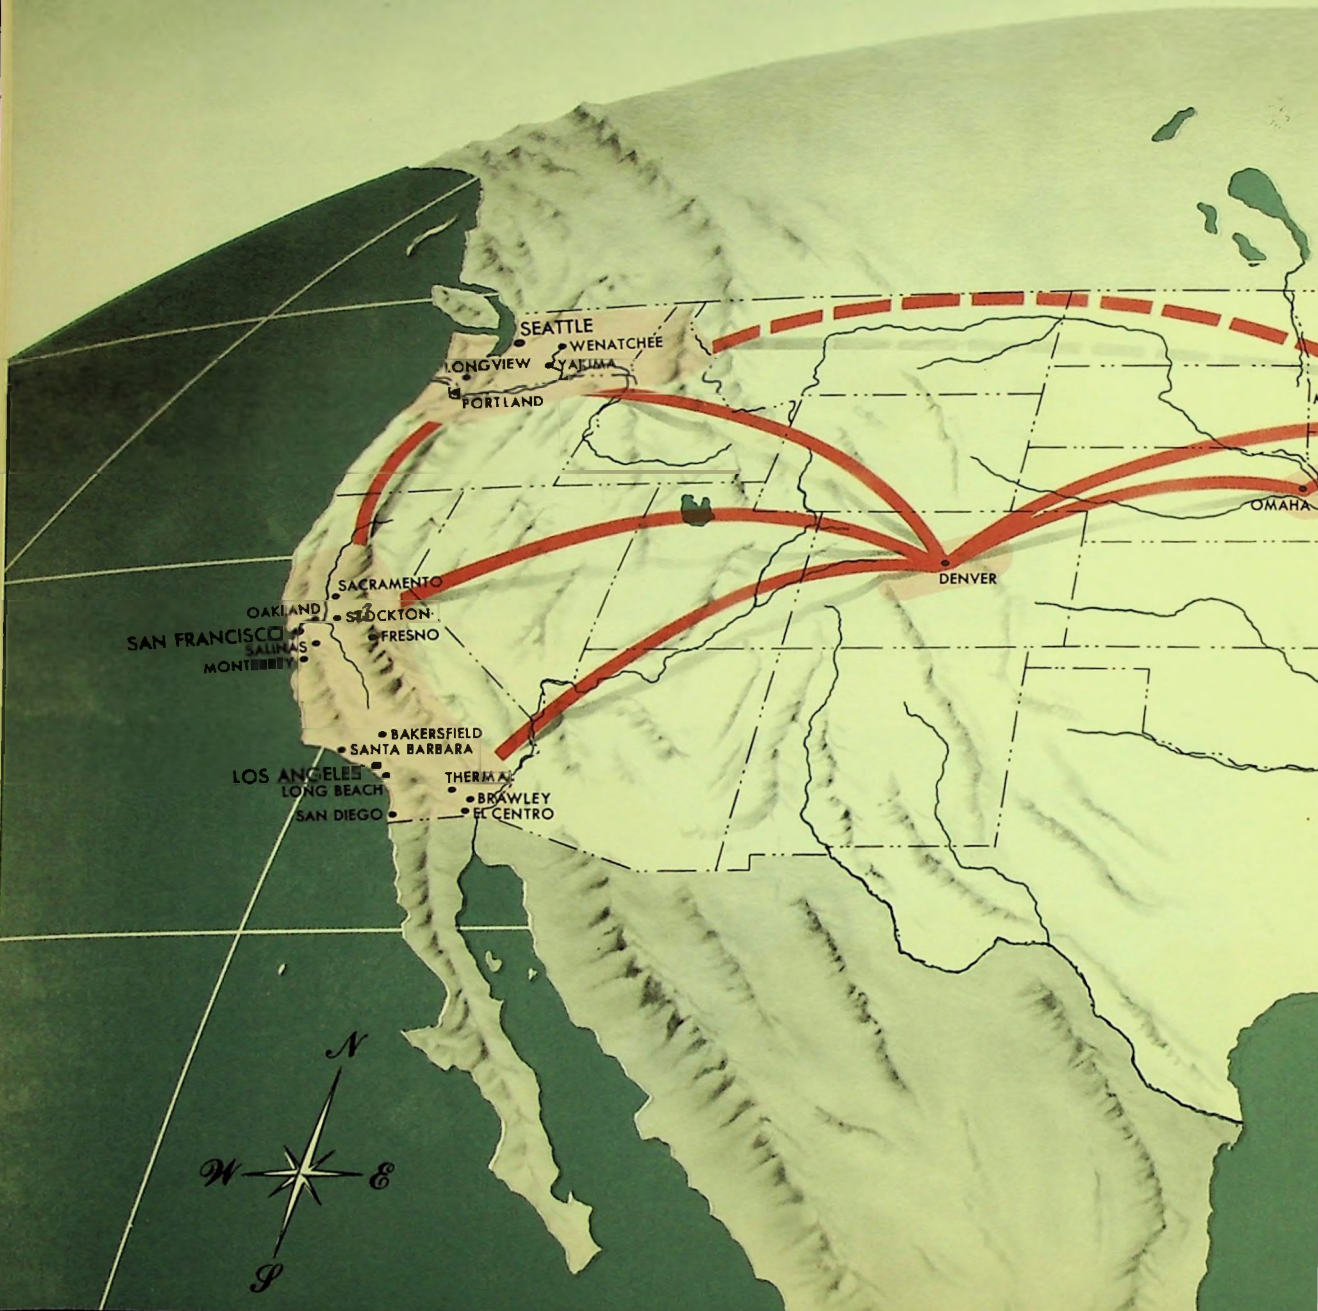 SEATTLE
WENATCHEE
LONGVIEW
YAKIMA
PORTLAND
OMAHA
DENVER
SACRAMENTO
OAKLAND
STOCKTON
SAN FRANCISCO
FRESNO
SALINAS
BAKERSFIELD
SANTA BARBARA
LOS ANGELES
THERMAL
LONG BEACH
BRAWLEY
SAN DIEGO
EL CENTRO
N
W
E
S